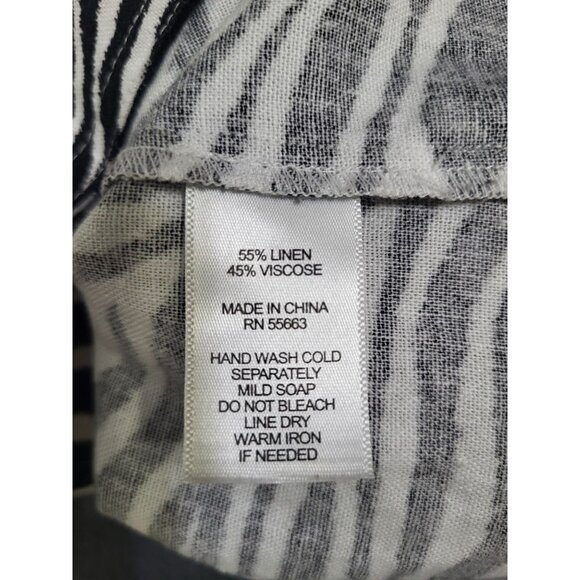 55% LINEN
45% VISCOSE
MADE IN CHINA
RN 55663
HAND WASH COLD
SEPARATELY
MILD SOAP
DO NOT BLEACH
LINE DRY
WARM IRON
IF NEEDED